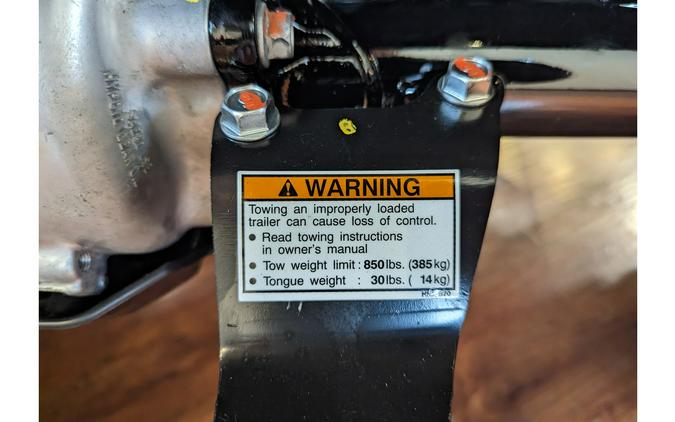 WARNING
Towing an improperly loaded
trailer can cause loss of control.
• Read towing instructions
in owner's manual
• Tow weight limit : 850 lbs. (385 kg)
• Tongue weight : 30 lbs. ( 14 kg)